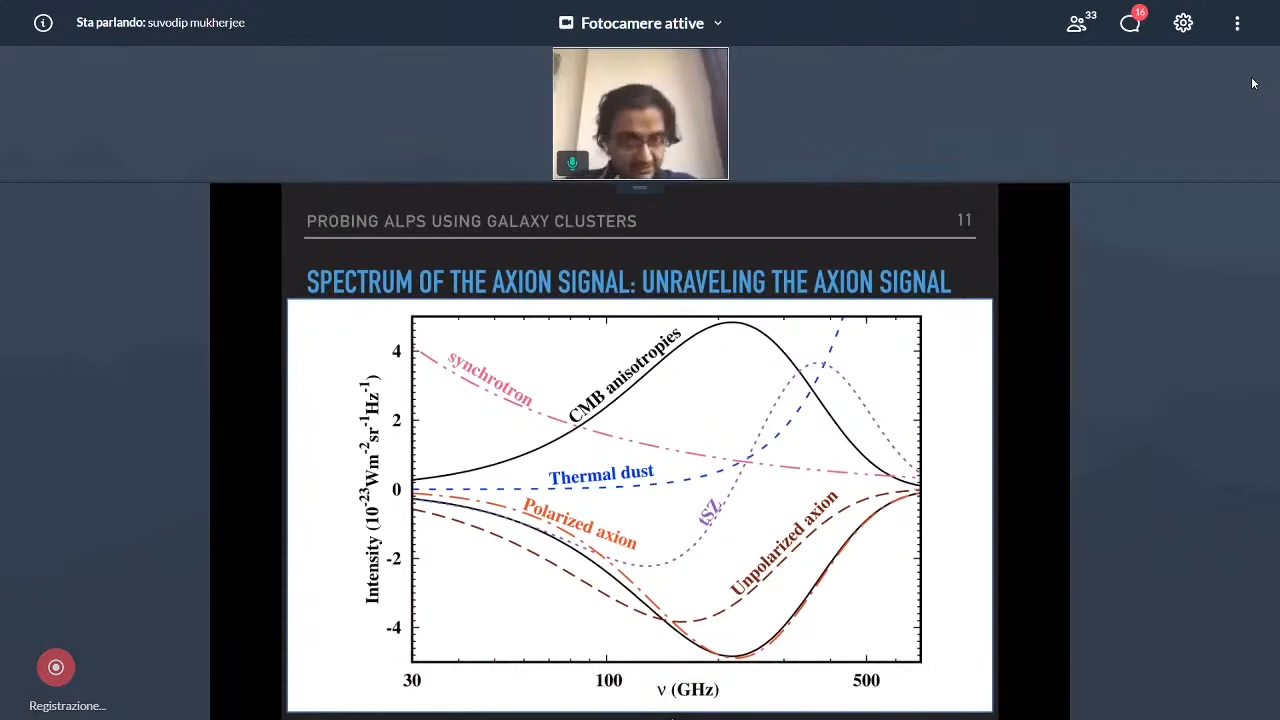 Sta parlando: suvodip mukherjee
Fotocamere attive
33
16
PROBING ALPS USING GALAXY CLUSTERS
11
SPECTRUM OF THE AXION SIGNAL: UNRAVELING THE AXION SIGNAL
synchrotron
CMB anisotropies
Thermal dust
Polarized axion
tSZ
Unpolarized axion
Intensity (10⁻²³Wm⁻²sr⁻¹Hz⁻¹)
4
2
0
-2
-4
30
100
500
ν (GHz)
Registrazione...